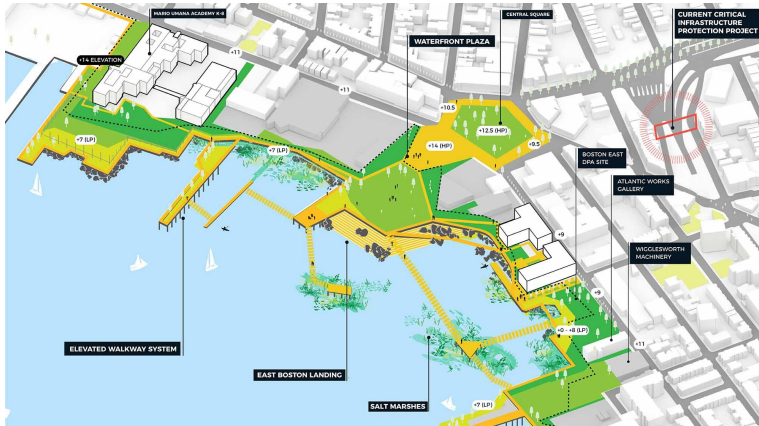 MARIO UMANA ACADEMY K-8
CENTRAL SQUARE
CURRENT CRITICAL
INFRASTRUCTURE
PROTECTION PROJECT
WATERFRONT PLAZA
+11
+14 ELEVATION
+11
+10.5
+12.5 (HP)
+7 (LP)
+7 (LP)
+14 (HP)
+9.5
BOSTON EAST
DPA SITE
ATLANTIC WORKS
GALLERY
+9
WIGGLESWORTH
MACHINERY
+9
+0 - +8 (LP)
+11
ELEVATED WALKWAY SYSTEM
EAST BOSTON LANDING
SALT MARSHES
+7 (LP)